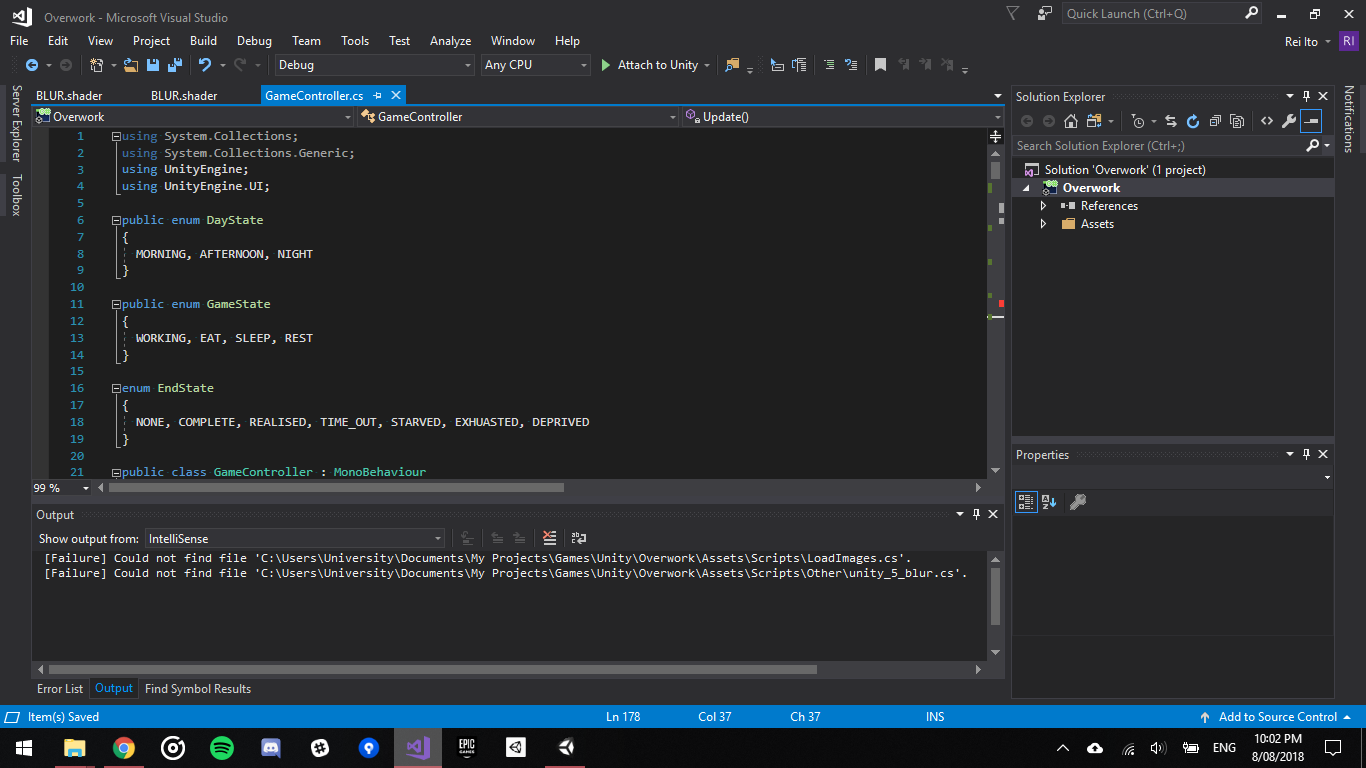 Overwork - Microsoft Visual Studio
Quick Launch (Ctrl+Q)
File Edit View Project Build Debug Team Tools Test Analyze Window Help
Rei Ito RI
Debug Any CPU Attach to Unity
Server Explorer
Toolbox
BLUR.shader BLUR.shader GameController.cs
Overwork GameController Update()
1 using System.Collections;
2 using System.Collections.Generic;
3 using UnityEngine;
4 using UnityEngine.UI;
5
6 public enum DayState
7 {
8 MORNING, AFTERNOON, NIGHT
9 }
10
11 public enum GameState
12 {
13 WORKING, EAT, SLEEP, REST
14 }
15
16 enum EndState
17 {
18 NONE, COMPLETE, REALISED, TIME_OUT, STARVED, EXHUASTED, DEPRIVED
19 }
20
21 public class GameController : MonoBehaviour
99 %
Output
Show output from: IntelliSense
[Failure] Could not find file 'C:\Users\University\Documents\My Projects\Games\Unity\Overwork\Assets\Scripts\LoadImages.cs'.
[Failure] Could not find file 'C:\Users\University\Documents\My Projects\Games\Unity\Overwork\Assets\Scripts\Other\unity_5_blur.cs'.
Error List Output Find Symbol Results
Solution Explorer
Search Solution Explorer (Ctrl+;)
Solution 'Overwork' (1 project)
Overwork
References
Assets
Properties
Notifications
Item(s) Saved Ln 178 Col 37 Ch 37 INS Add to Source Control
EPIC GAMES
ENG
10:02 PM
8/08/2018